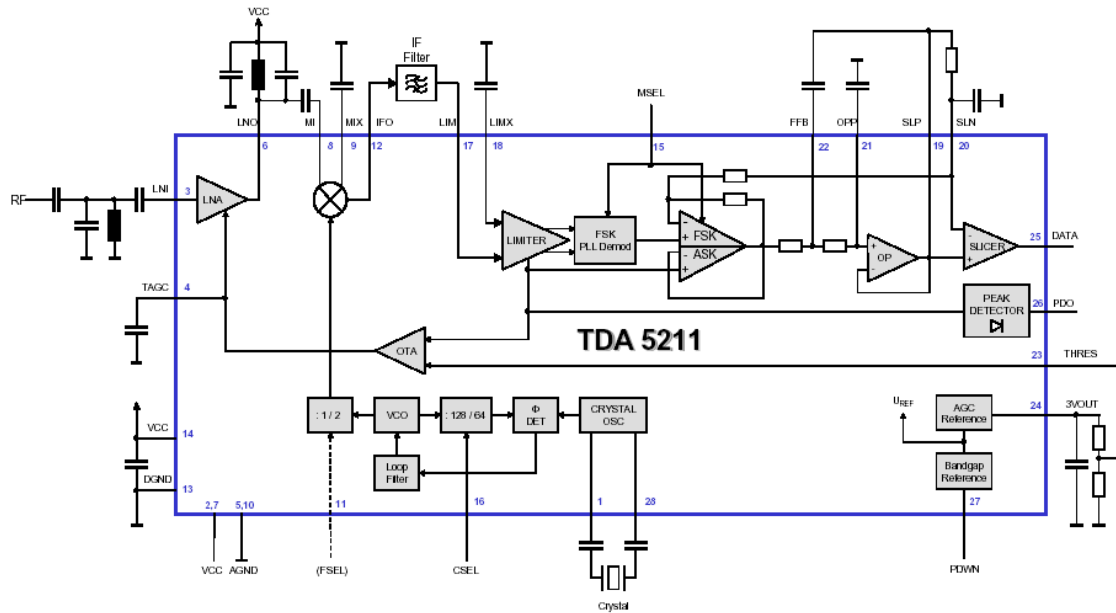 VCC
IF
Filter
MSEL
LNO
MI
MIX
IFO
LIM
LIMX
FFB
OPP
SLP
SLN
6
8
9
12
17
18
15
22
21
19
20
RF
LNI
3
LNA
LIMITER
FSK
PLL Demod
-
+
FSK
ASK
-
+
+
-
OP
-
+
SLICER
25
DATA
TAGC
4
PEAK
DETECTOR
26
PDO
OTA
TDA 5211
23
THRES
: 1 / 2
VCO
: 128 / 64
Φ
DET
CRYSTAL
OSC
UREF
AGC
Reference
24
3VOUT
VCC
14
Loop
Filter
Bandgap
Reference
DGND
13
2,7
5,10
11
16
1
28
27
VCC
AGND
(FSEL)
CSEL
PDWN
Crystal